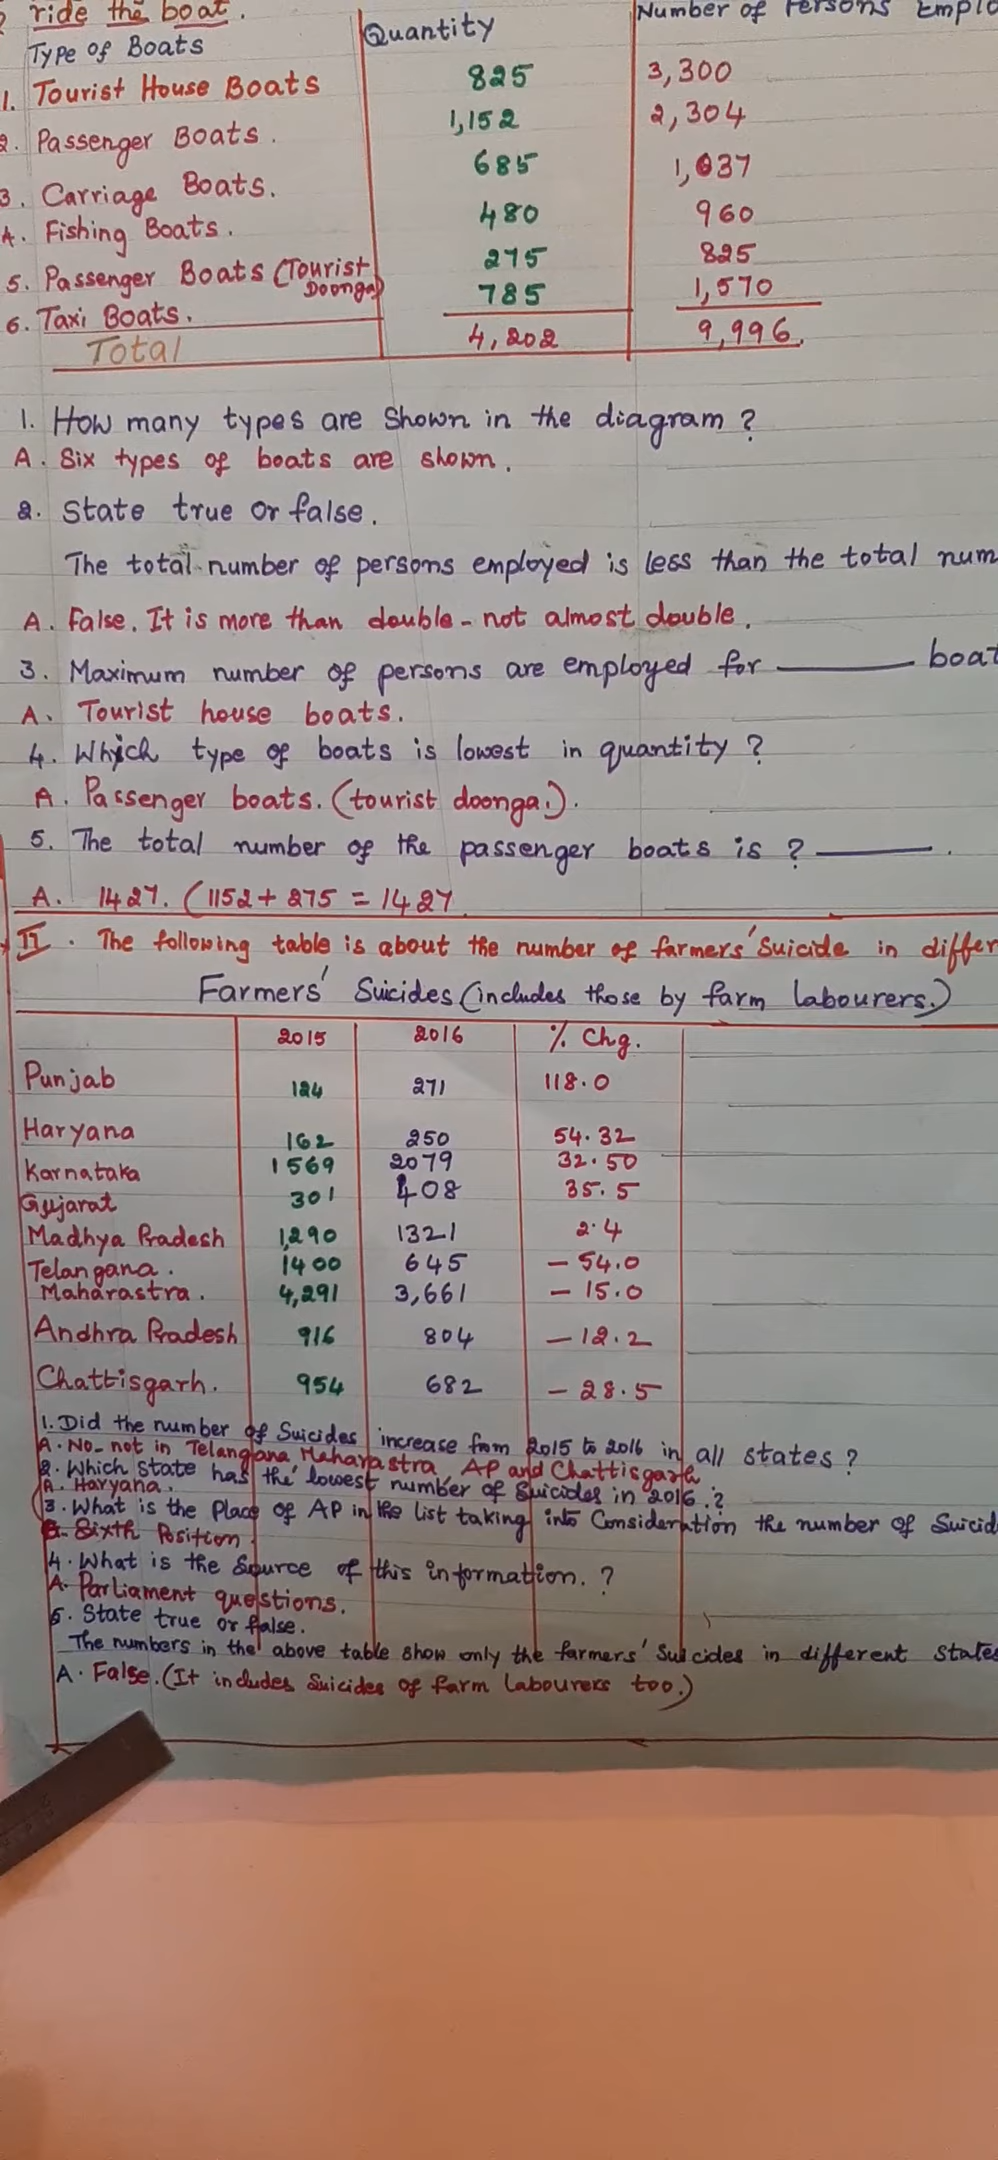 ride the boat.
Type of Boats Quantity Number of Persons Emplo
1. Tourist House Boats 825 3,300
2. Passenger Boats. 1,152 2,304
3. Carriage Boats. 685 1,037
4. Fishing Boats. 480 960
5. Passenger Boats (Tourist Doonga) 275 825
6. Taxi Boats. 785 1,570
Total 4,202 9,996.
1. How many types are shown in the diagram?
A. Six types of boats are shown.
2. State true or false.
The total number of persons employed is less than the total num
A. False. It is more than double - not almost double.
3. Maximum number of persons are employed for ______ boat
A. Tourist house boats.
4. Which type of boats is lowest in quantity?
A. Passenger boats. (tourist doonga.).
5. The total number of the passenger boats is? ______.
A. 1427. (1152 + 275 = 1427
II. The following table is about the number of farmers' Suicide in differ
Farmers' Suicides (includes those by farm labourers.)
2015 2016 % Chg.
Punjab 124 271 118.0
Haryana 162 250 54.32
Karnataka 1569 2079 32.50
Gujarat 301 408 35.5
Madhya Pradesh 1,290 1321 2.4
Telangana. 1400 645 - 54.0
Maharastra. 4,291 3,661 - 15.0
Andhra Pradesh 916 804 - 12.2
Chattisgarh. 954 682 - 28.5
1. Did the number of Suicides increase from 2015 to 2016 in all states?
A. No- not in Telangana Maharastra, AP and Chattisgarh
2. Which state has the lowest number of Suicides in 2016.?
A. Haryana.
3. What is the Place of AP in the list taking into Consideration the number of Suicid
Sixth Position.
4. What is the Source of this information.?
A. Parliament questions.
5. State true or false.
The numbers in the above table show only the farmers' Suicides in different states
A. False. (It includes Suicides of farm labourers too.)